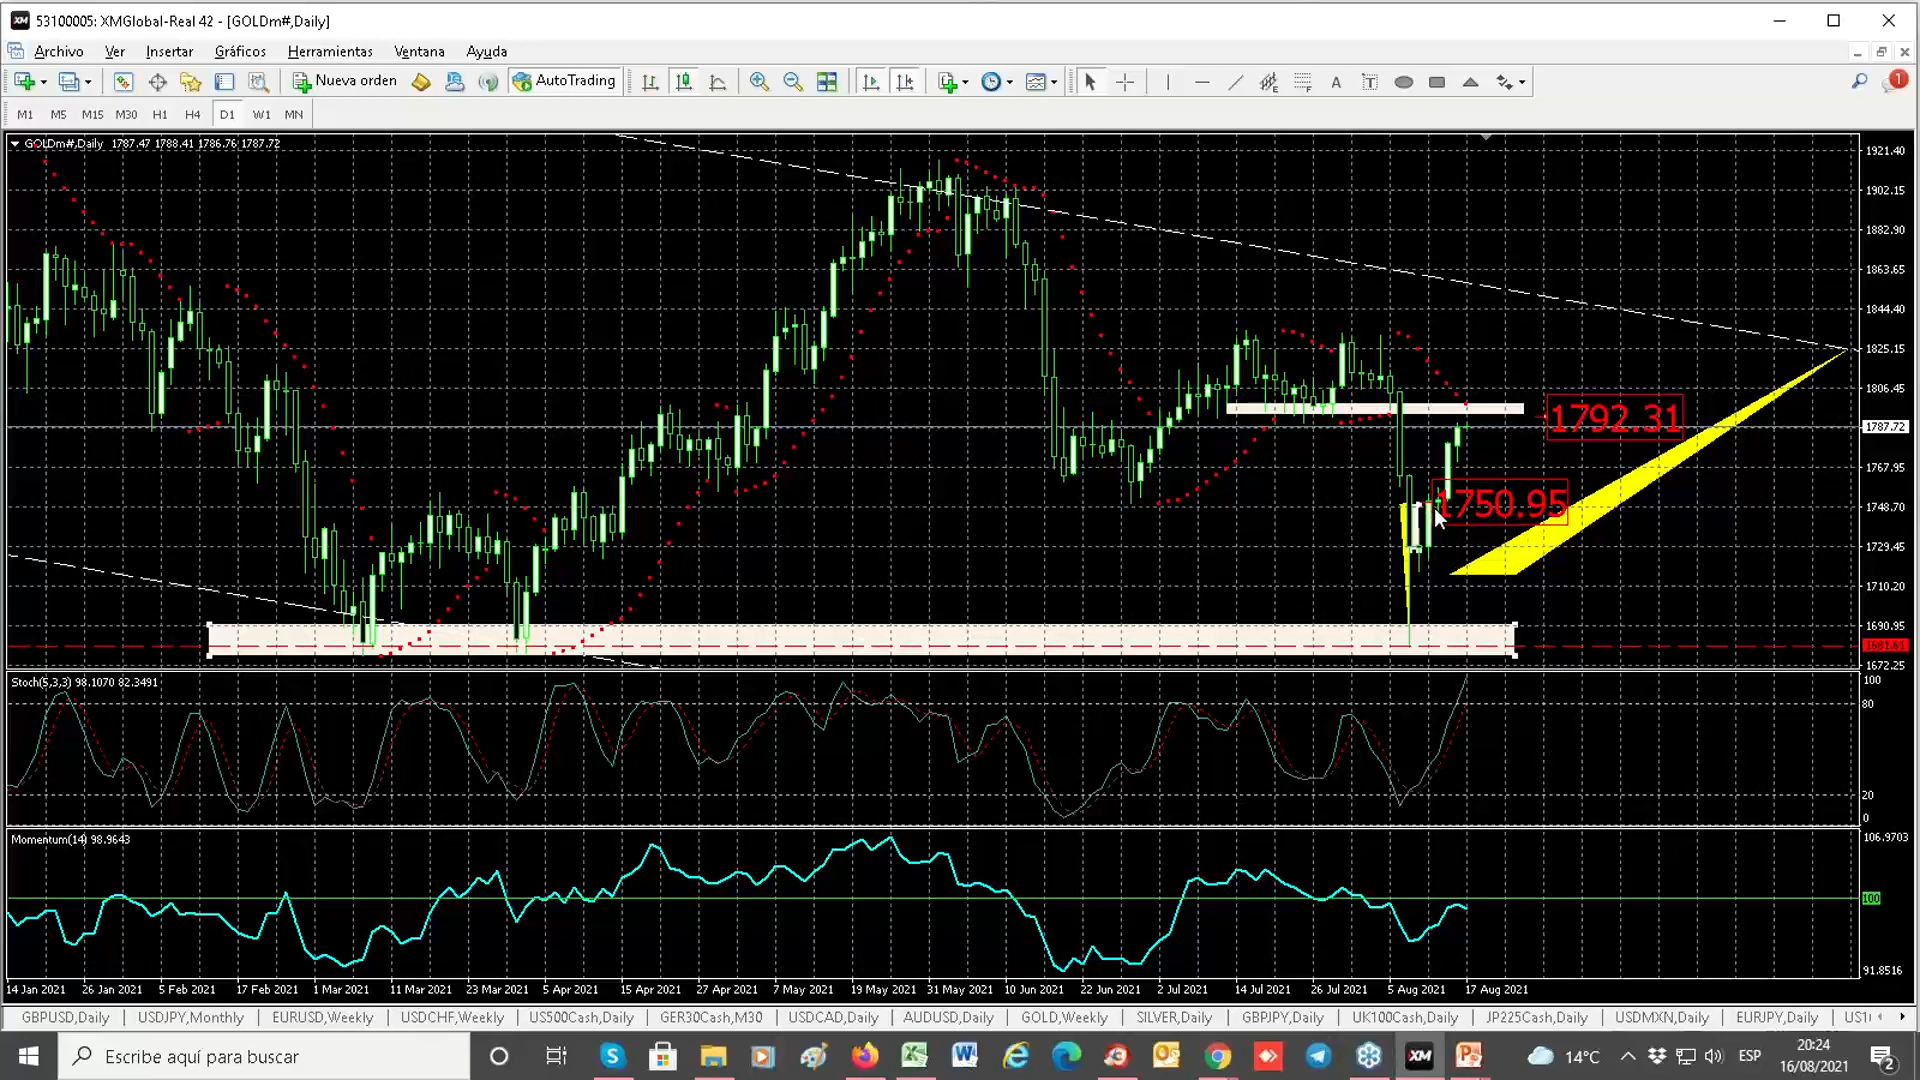 53100005: XMGlobal-Real 42 - [GOLDm#,Daily]
Archivo Ver Insertar Gráficos Herramientas Ventana Ayuda
Nueva orden AutoTrading
M1 M5 M15 M30 H1 H4 D1 W1 MN
GOLDm#,Daily 1787.47 1788.41 1786.76 1787.72
1921.40
1902.15
1882.90
1863.65
1844.40
1825.15
1806.45
1792.31
1787.72
1767.95
1750.95
1748.70
1729.45
1710.20
1690.95
1681.61
1672.25
Stoch(5,3,3) 98.1070 82.3491
100
80
20
0
Momentum(14) 98.9643
106.9703
100
91.8516
14 Jan 2021 26 Jan 2021 5 Feb 2021 17 Feb 2021 1 Mar 2021 11 Mar 2021 23 Mar 2021 5 Apr 2021 15 Apr 2021 27 Apr 2021 7 May 2021 19 May 2021 31 May 2021 10 Jun 2021 22 Jun 2021 2 Jul 2021 14 Jul 2021 26 Jul 2021 5 Aug 2021 17 Aug 2021
GBPUSD,Daily USDJPY,Monthly EURUSD,Weekly USDCHF,Weekly US500Cash,Daily GER30Cash,M30 USDCAD,Daily AUDUSD,Daily GOLD,Weekly SILVER,Daily GBPJPY,Daily UK100Cash,Daily JP225Cash,Daily USDMXN,Daily EURJPY,Daily US1
Escribe aquí para buscar
14°C ESP
20:24
16/08/2021
2